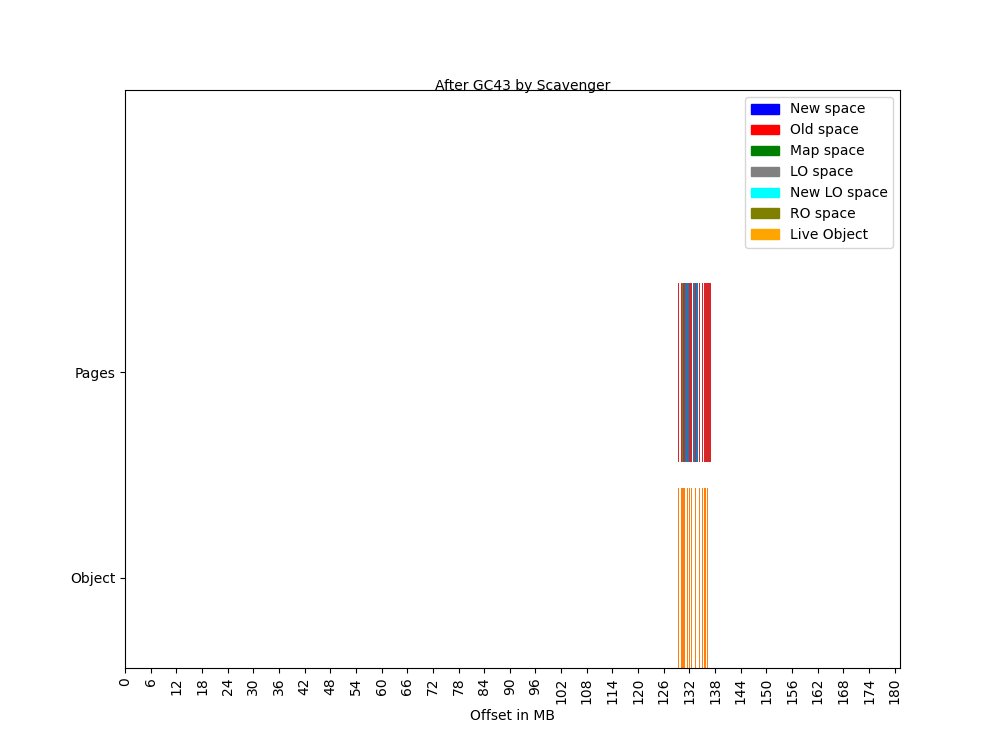 After GC43 by Scavenger
New space
Old space
Map space
LO space
New LO space
RO space
Live Object
Pages
Object
0 6 12 18 24 30 36 42 48 54 60 66 72 78 84 90 96 102 108 114 120 126 132 138 144 150 156 162 168 174 180
Offset in MB